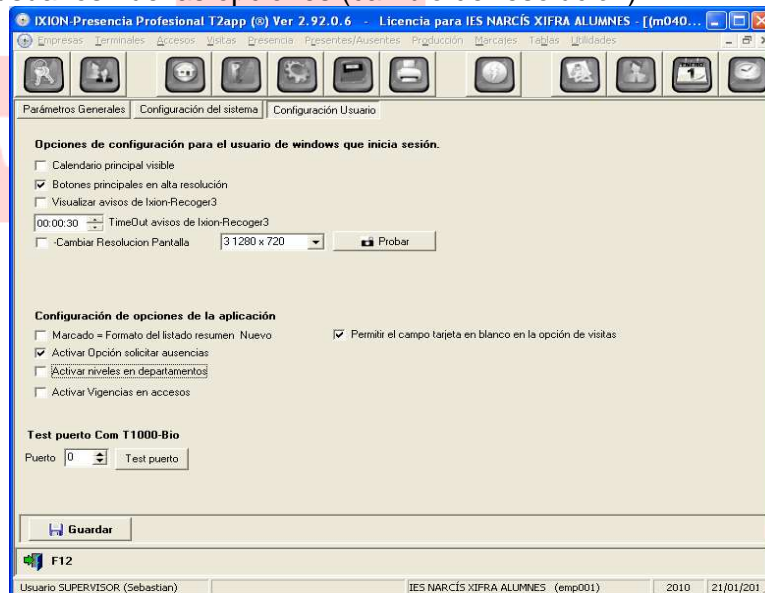 IXION-Presencia Profesional T2app (®) Ver 2.92.0.6 - Licencia para IES NARCÍS XIFRA ALUMNES - [(m040...
Empresas Terminales Accesos Visitas Presencia Presentes/Ausentes Producción Marcajes Tablas Utilidades
ENERO
1
Parámetros Generales Configuración del sistema Configuración Usuario
Opciones de configuración para el usuario de windows que inicia sesión.
Calendario principal visible
Botones principales en alta resolución
Visualizar avisos de Ixion-Recoger3
00:00:30 TimeOut avisos de Ixion-Recoger3
-Cambiar Resolucion Pantalla 3 1280 x 720 Probar
Configuración de opciones de la aplicación
Marcado = Formato del listado resumen Nuevo Permitir el campo tarjeta en blanco en la opción de visitas
Activar Opción solicitar ausencias
Activar niveles en departamentos
Activar Vigencias en accesos
Test puerto Com T1000-Bio
Puerto 0 Test puerto
Guardar
F12
Usuario SUPERVISOR (Sebastian) IES NARCÍS XIFRA ALUMNES (emp001) 2010 21/01/201